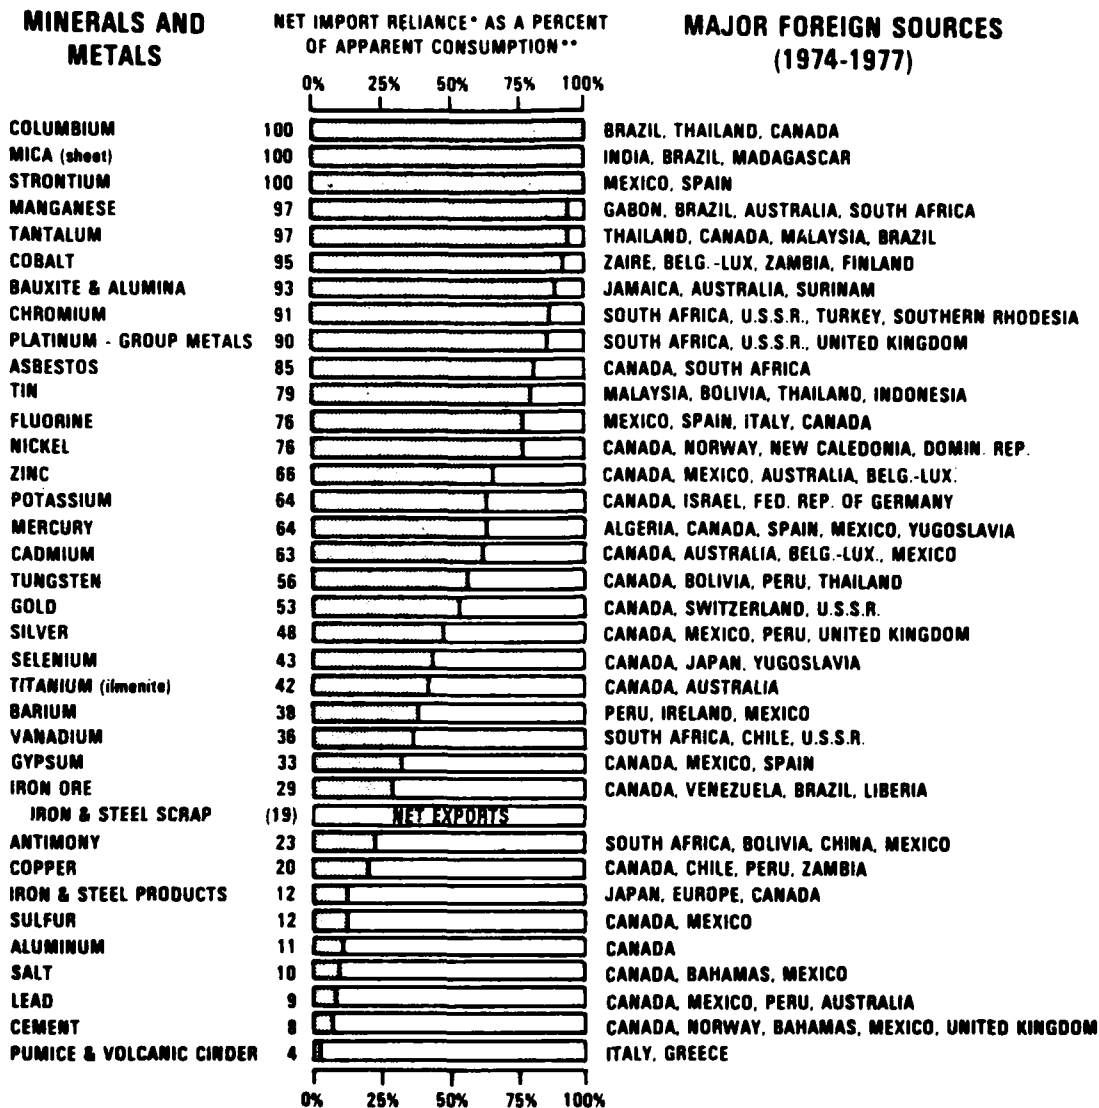 MINERALS AND METALS
NET IMPORT RELIANCE* AS A PERCENT OF APPARENT CONSUMPTION**
MAJOR FOREIGN SOURCES (1974-1977)
0% 25% 50% 75% 100%
COLUMBIUM 100 BRAZIL, THAILAND, CANADA
MICA (sheet) 100 INDIA, BRAZIL, MADAGASCAR
STRONTIUM 100 MEXICO, SPAIN
MANGANESE 97 GABON, BRAZIL, AUSTRALIA, SOUTH AFRICA
TANTALUM 97 THAILAND, CANADA, MALAYSIA, BRAZIL
COBALT 95 ZAIRE, BELG.-LUX, ZAMBIA, FINLAND
BAUXITE & ALUMINA 93 JAMAICA, AUSTRALIA, SURINAM
CHROMIUM 91 SOUTH AFRICA, U.S.S.R., TURKEY, SOUTHERN RHODESIA
PLATINUM - GROUP METALS 90 SOUTH AFRICA, U.S.S.R., UNITED KINGDOM
ASBESTOS 85 CANADA, SOUTH AFRICA
TIN 79 MALAYSIA, BOLIVIA, THAILAND, INDONESIA
FLUORINE 76 MEXICO, SPAIN, ITALY, CANADA
NICKEL 76 CANADA, NORWAY, NEW CALEDONIA, DOMIN. REP.
ZINC 66 CANADA, MEXICO, AUSTRALIA, BELG.-LUX.
POTASSIUM 64 CANADA, ISRAEL, FED. REP. OF GERMANY
MERCURY 64 ALGERIA, CANADA, SPAIN, MEXICO, YUGOSLAVIA
CADMIUM 63 CANADA, AUSTRALIA, BELG.-LUX., MEXICO
TUNGSTEN 56 CANADA, BOLIVIA, PERU, THAILAND
GOLD 53 CANADA, SWITZERLAND, U.S.S.R.
SILVER 48 CANADA, MEXICO, PERU, UNITED KINGDOM
SELENIUM 43 CANADA, JAPAN, YUGOSLAVIA
TITANIUM (ilmenite) 42 CANADA, AUSTRALIA
BARIUM 38 PERU, IRELAND, MEXICO
VANADIUM 36 SOUTH AFRICA, CHILE, U.S.S.R.
GYPSUM 33 CANADA, MEXICO, SPAIN
IRON ORE 29 CANADA, VENEZUELA, BRAZIL, LIBERIA
IRON & STEEL SCRAP (19) NET EXPORTS
ANTIMONY 23 SOUTH AFRICA, BOLIVIA, CHINA, MEXICO
COPPER 20 CANADA, CHILE, PERU, ZAMBIA
IRON & STEEL PRODUCTS 12 JAPAN, EUROPE, CANADA
SULFUR 12 CANADA, MEXICO
ALUMINUM 11 CANADA
SALT 10 CANADA, BAHAMAS, MEXICO
LEAD 9 CANADA, MEXICO, PERU, AUSTRALIA
CEMENT 8 CANADA, NORWAY, BAHAMAS, MEXICO, UNITED KINGDOM
PUMICE & VOLCANIC CINDER 4 ITALY, GREECE
0% 25% 50% 75% 100%